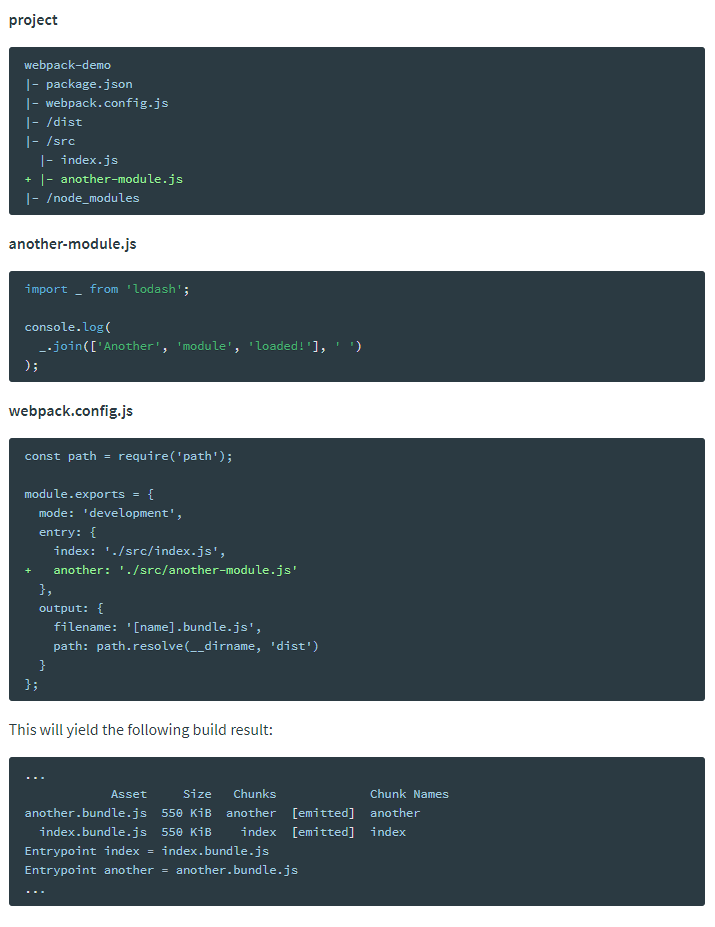 project
webpack-demo
|- package.json
|- webpack.config.js
|- /dist
|- /src
  |- index.js
+ |- another-module.js
|- /node_modules
another-module.js
import _ from 'lodash';
console.log(
  _.join(['Another', 'module', 'loaded!'], ' ')
);
webpack.config.js
const path = require('path');
module.exports = {
  mode: 'development',
  entry: {
    index: './src/index.js',
+   another: './src/another-module.js'
  },
  output: {
    filename: '[name].bundle.js',
    path: path.resolve(__dirname, 'dist')
  }
};
This will yield the following build result:
...
            Asset     Size   Chunks             Chunk Names
another.bundle.js  550 KiB  another  [emitted]  another
  index.bundle.js  550 KiB    index  [emitted]  index
Entrypoint index = index.bundle.js
Entrypoint another = another.bundle.js
...